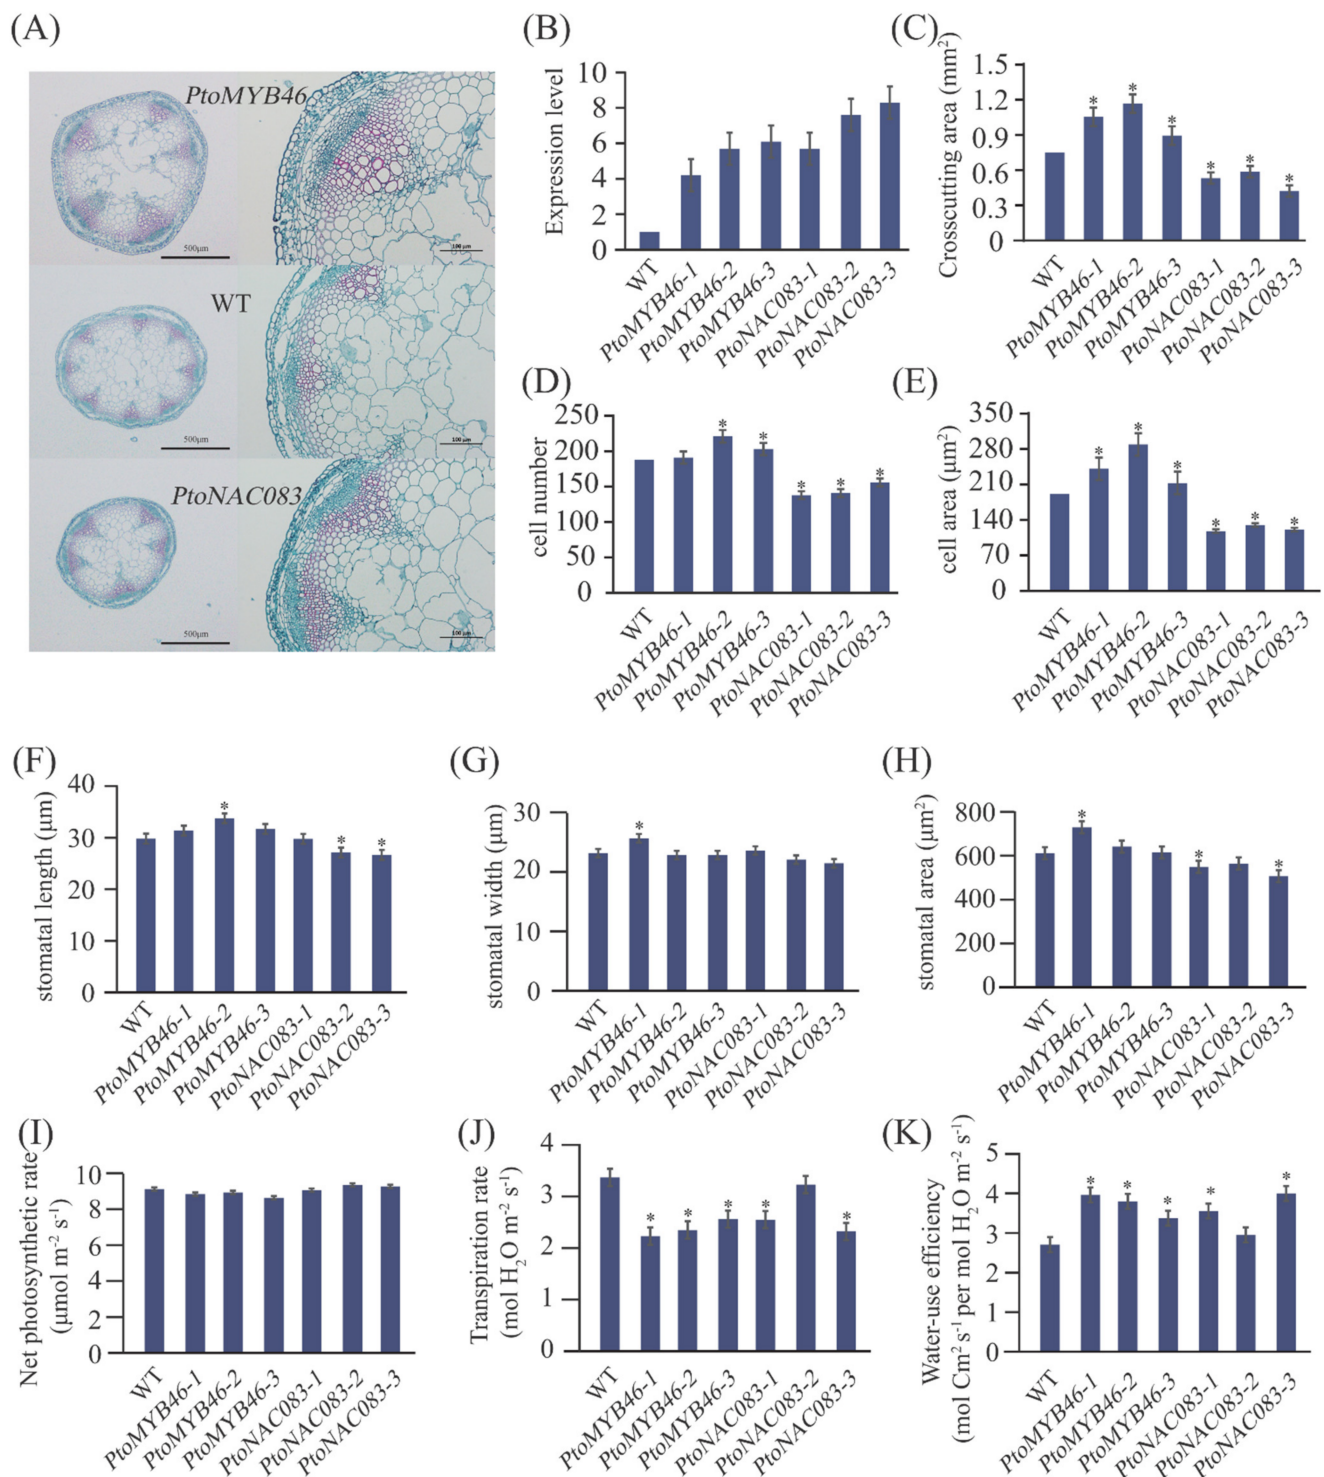 (A)
PtoMYB46
500μm
100 μm
WT
500μm
100 μm
PtoNAC083
500μm
100 μm
(B)
Expression level
10
8
6
4
2
0
WT
PtoMYB46-1
PtoMYB46-2
PtoMYB46-3
PtoNAC083-1
PtoNAC083-2
PtoNAC083-3
(C)
Crosscutting area (mm²)
1.5
1.2
0.9
0.6
0.3
0
* * * * * *
WT
PtoMYB46-1
PtoMYB46-2
PtoMYB46-3
PtoNAC083-1
PtoNAC083-2
PtoNAC083-3
(D)
cell number
250
200
150
100
50
0
* * * * *
WT
PtoMYB46-1
PtoMYB46-2
PtoMYB46-3
PtoNAC083-1
PtoNAC083-2
PtoNAC083-3
(E)
cell area (μm²)
350
280
210
140
70
0
* * * * * *
WT
PtoMYB46-1
PtoMYB46-2
PtoMYB46-3
PtoNAC083-1
PtoNAC083-2
PtoNAC083-3
(F)
stomatal length (μm)
40
30
20
10
0
* * *
WT
PtoMYB46-1
PtoMYB46-2
PtoMYB46-3
PtoNAC083-1
PtoNAC083-2
PtoNAC083-3
(G)
stomatal width (μm)
30
20
10
0
*
WT
PtoMYB46-1
PtoMYB46-2
PtoMYB46-3
PtoNAC083-1
PtoNAC083-2
PtoNAC083-3
(H)
stomatal area (μm²)
800
600
400
200
0
* * *
WT
PtoMYB46-1
PtoMYB46-2
PtoMYB46-3
PtoNAC083-1
PtoNAC083-2
PtoNAC083-3
(I)
Net photosynthetic rate
(μmol m⁻² s⁻¹)
10
8
6
4
2
0
WT
PtoMYB46-1
PtoMYB46-2
PtoMYB46-3
PtoNAC083-1
PtoNAC083-2
PtoNAC083-3
(J)
Transpiration rate
(mol H₂O m⁻² s⁻¹)
4
3
2
1
0
* * * * *
WT
PtoMYB46-1
PtoMYB46-2
PtoMYB46-3
PtoNAC083-1
PtoNAC083-2
PtoNAC083-3
(K)
Water-use efficiency
(mol Cm² s⁻¹ per mol H₂O m⁻² s⁻¹)
5
4
3
2
1
0
* * * * *
WT
PtoMYB46-1
PtoMYB46-2
PtoMYB46-3
PtoNAC083-1
PtoNAC083-2
PtoNAC083-3